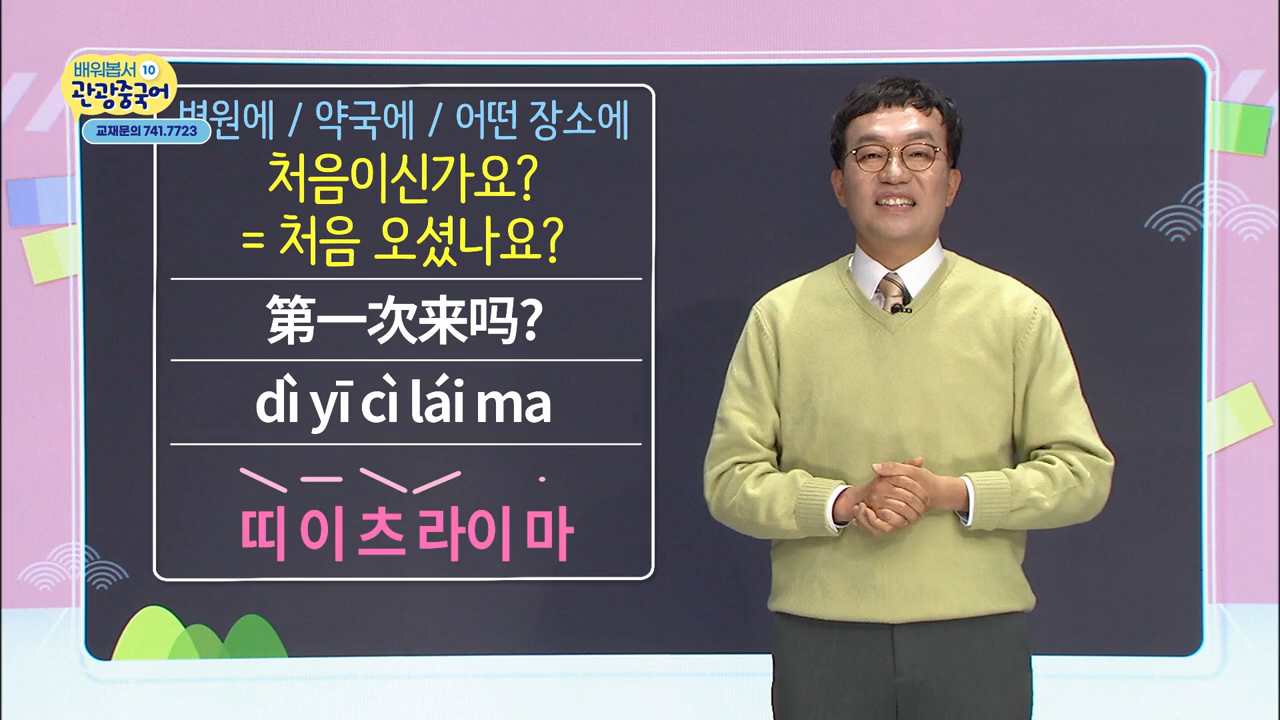 배워봅서 10
관광중국어
교재문의 741.7723
병원에 / 약국에 / 어떤 장소에
처음이신가요?
= 처음 오셨나요?
第一次来吗?
dì yī cì lái ma
띠 이 츠 라이 마